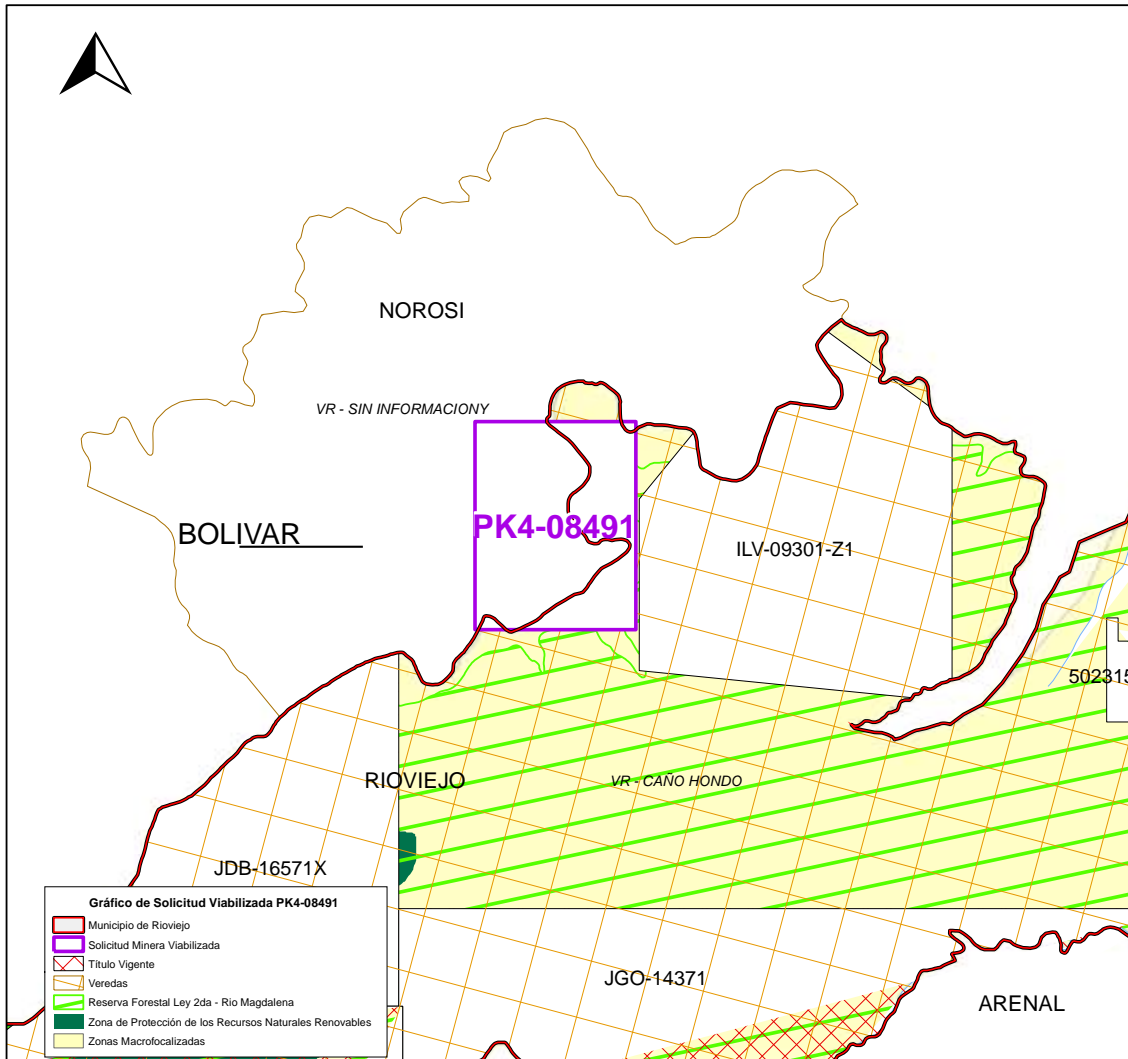 NOROSI
VR - SIN INFORMACIONY
PK4-08491
BOLIVAR
ILV-09301-Z1
502315
RIOVIEJO
VR - CAÑO HONDO
JDB-16571X
Gráfico de Solicitud Viabilizada PK4-08491
Municipio de Rioviejo
Solicitud Minera Viabilizada
Título Vigente
Veredas
Reserva Forestal Ley 2da - Rio Magdalena
Zona de Protección de los Recursos Naturales Renovables
Zonas Macrofocalizadas
JGO-14371
ARENAL